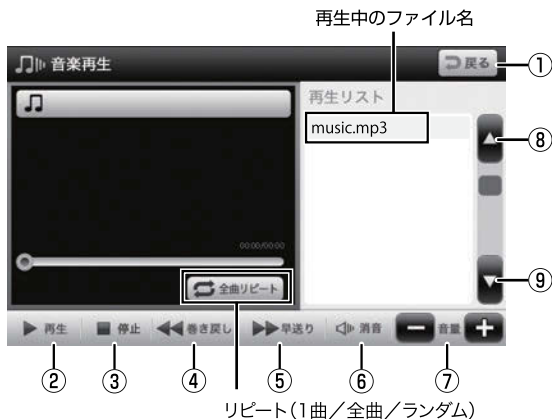 再生中のファイル名
音楽再生
戻る
①
再生リスト
music.mp3
⑧
00:00/00:00
全曲リピート
⑨
再生
停止
巻き戻し
早送り
消音
音量
②
③
④
⑤
⑥
⑦
リピート（1曲／全曲／ランダム）